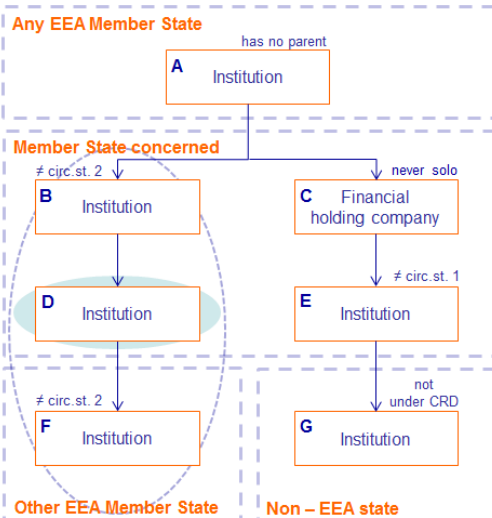 Any EEA Member State
has no parent
A
Institution
Member State concerned
≠ circ.st. 2
never solo
B
Institution
C
Financial
holding company
≠ circ.st. 1
D
Institution
E
Institution
≠ circ.st. 2
not
under CRD
F
Institution
G
Institution
Other EEA Member State
Non – EEA state